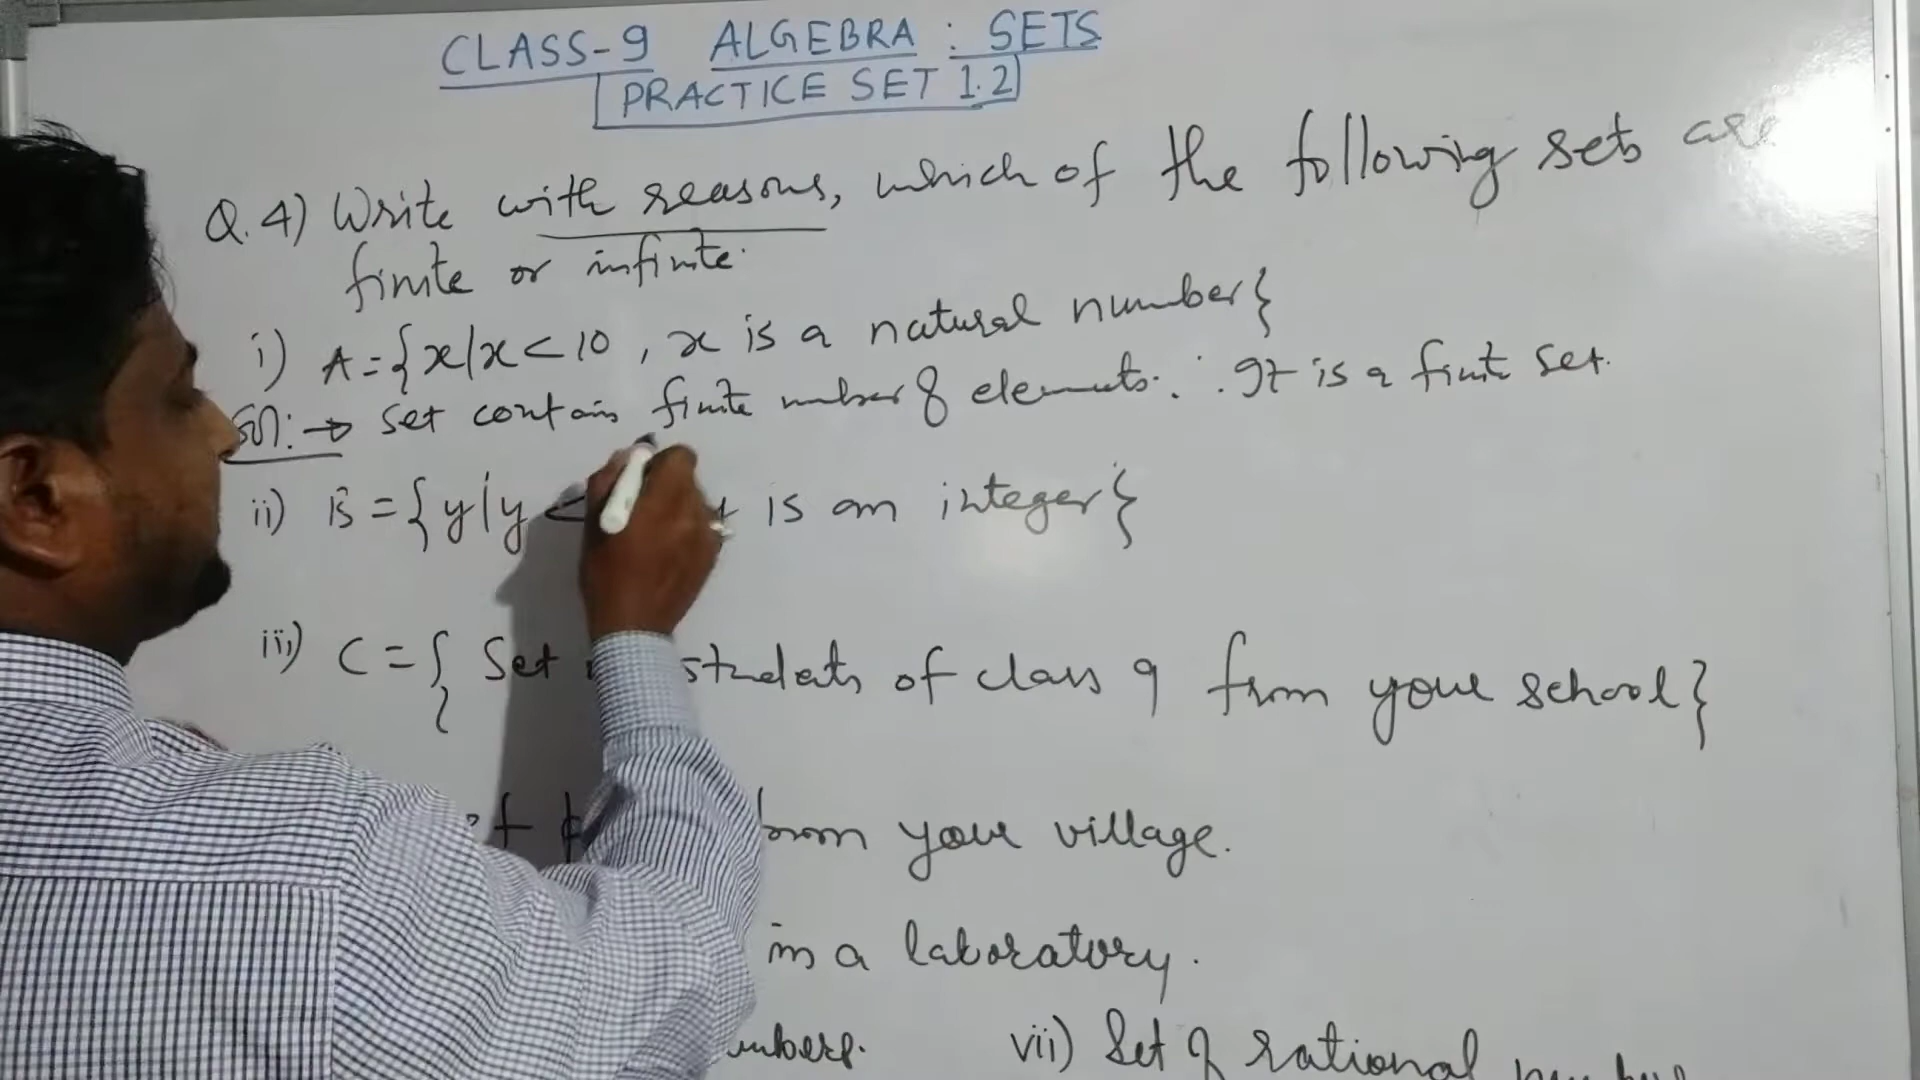 CLASS-9 ALGEBRA : SETS
PRACTICE SET 1.2
Q.4) Write with reasons, which of the following sets are
finite or infinite.
i) A={x/x<10, x is a natural number}
Sol:→ Set contain finite number of elements. ∴ It is a finite set.
ii) B={y/y < is an integer}
iii) C={ Set students of class 9 from your school}
from your village.
in a laboratory.
vii) Set of rational